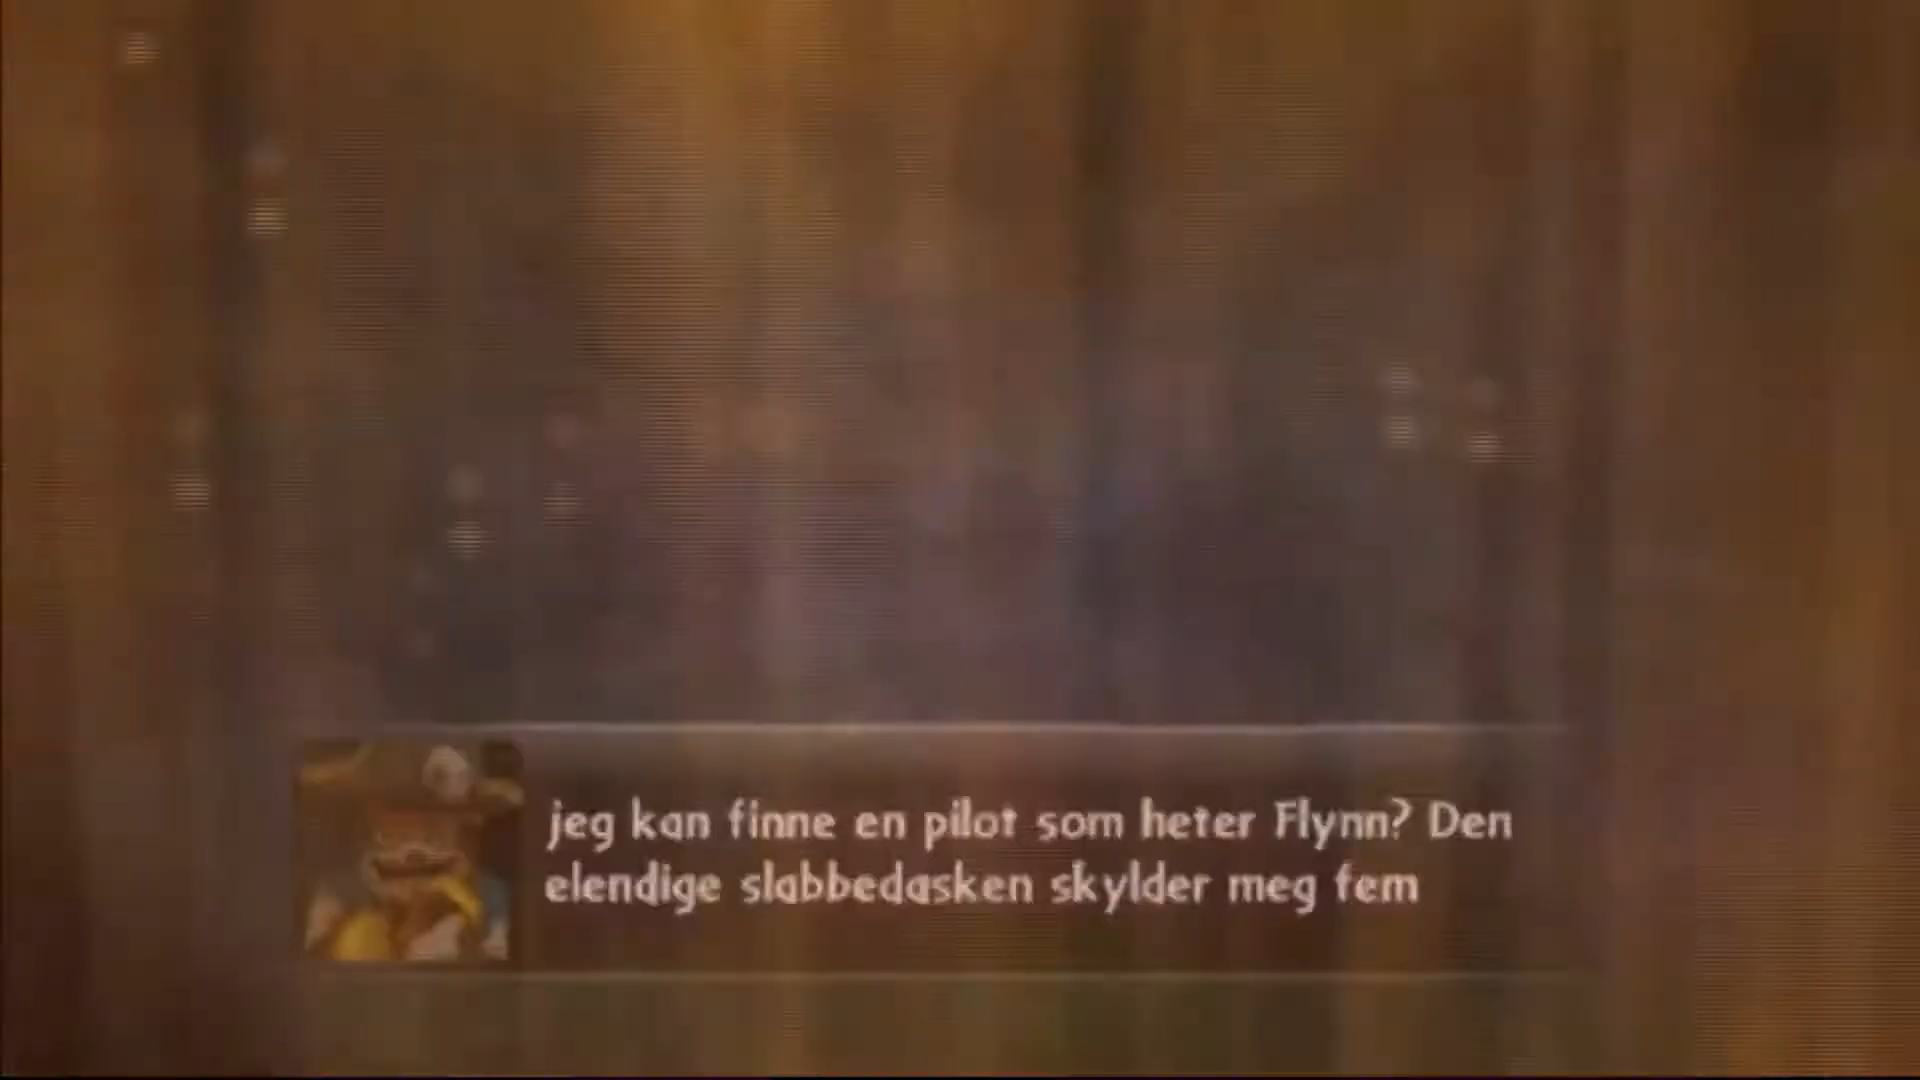 jeg kan finne en pilot som heter Flynn? Den
elendige slabbedasken skylder meg fem